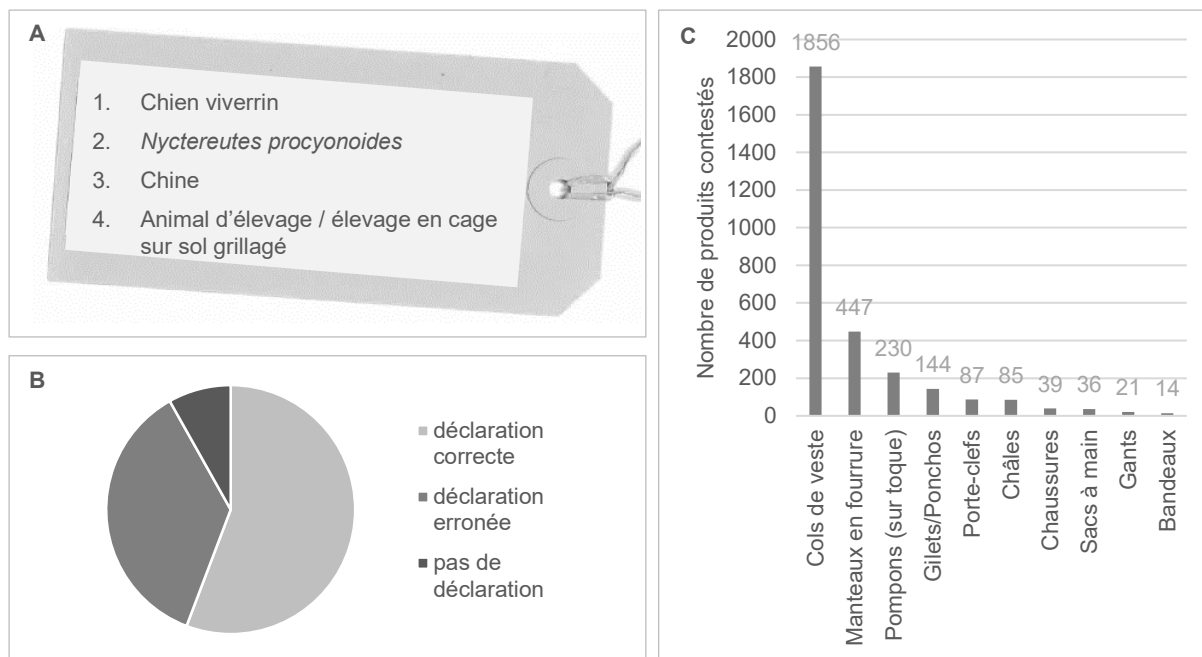 A
1. Chien viverrin
2. Nyctereutes procyonoides
3. Chine
4. Animal d'élevage / élevage en cage
sur sol grillagé
B
déclaration
correcte
déclaration
erronée
pas de
déclaration
C
Nombre de produits contestés
2000
1800
1600
1400
1200
1000
800
600
400
200
0
1856
447
230
144
87
85
39
36
21
14
Cols de veste
Manteaux en fourrure
Pompons (sur toque)
Gilets/Ponchos
Porte-clefs
Châles
Chaussures
Sacs à main
Gants
Bandeaux